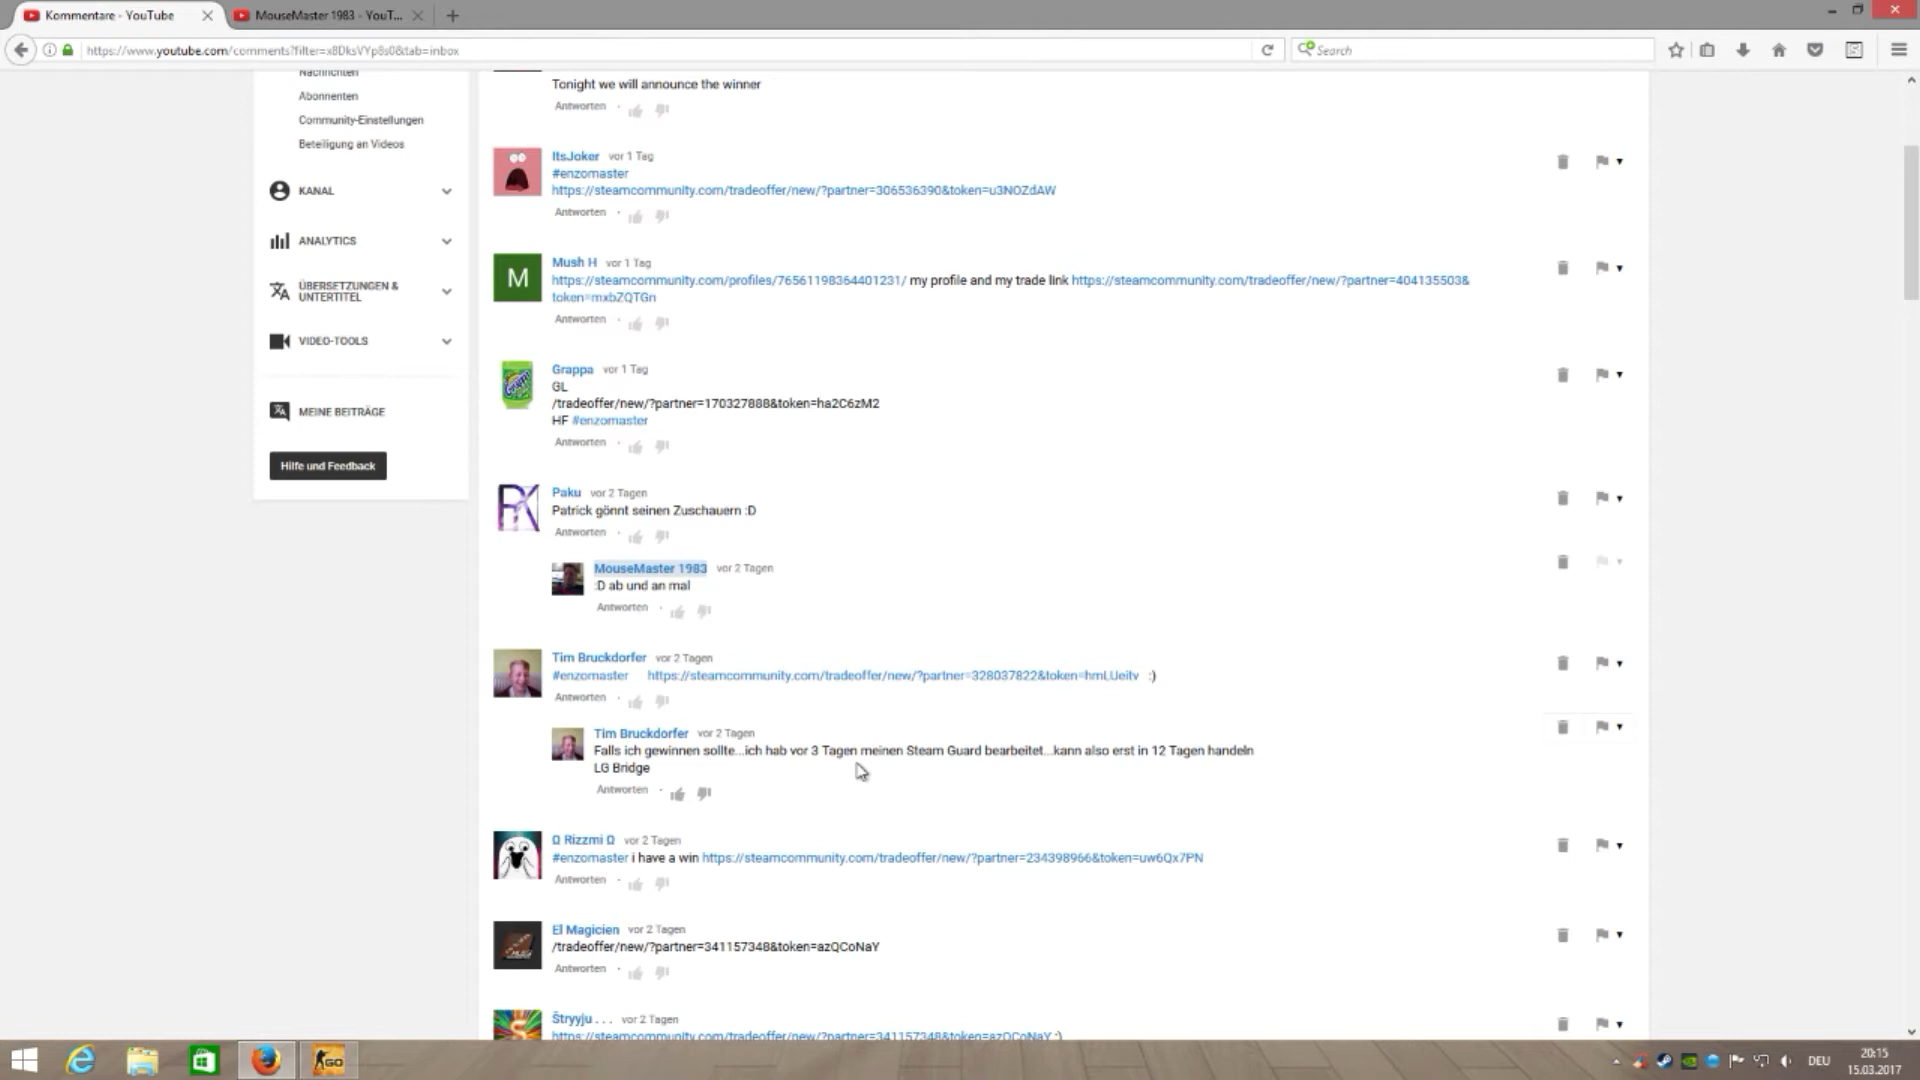 Kommentare - YouTube
MouseMaster 1983 - YouT...
https://www.youtube.com/comments?filter=x8DksVYp8s0&tab=inbox
Search
Nachrichten
Abonnenten
Community-Einstellungen
Beteiligung an Videos
KANAL
ANALYTICS
ÜBERSETZUNGEN &
UNTERTITEL
VIDEO-TOOLS
MEINE BEITRÄGE
Hilfe und Feedback
Tonight we will announce the winner
Antworten
ItsJoker vor 1 Tag
#enzomaster
https://steamcommunity.com/tradeoffer/new/?partner=306536390&token=u3NOZdAW
Antworten
M
Mush H vor 1 Tag
https://steamcommunity.com/profiles/76561198364401231/ my profile and my trade link https://steamcommunity.com/tradeoffer/new/?partner=404135503&
token=mxbZQTGn
Antworten
Grappa vor 1 Tag
GL
/tradeoffer/new/?partner=170327888&token=ha2C6zM2
HF #enzomaster
Antworten
Paku vor 2 Tagen
Patrick gönnt seinen Zuschauern :D
Antworten
MouseMaster 1983 vor 2 Tagen
:D ab und an mal
Antworten
Tim Bruckdorfer vor 2 Tagen
#enzomaster https://steamcommunity.com/tradeoffer/new/?partner=328037822&token=hmLUeitv :)
Antworten
Tim Bruckdorfer vor 2 Tagen
Falls ich gewinnen sollte...ich hab vor 3 Tagen meinen Steam Guard bearbeitet...kann also erst in 12 Tagen handeln
LG Bridge
Antworten
Ω Rizzmi Ω vor 2 Tagen
#enzomaster i have a win https://steamcommunity.com/tradeoffer/new/?partner=234398966&token=uw6Qx7PN
Antworten
El Magicien vor 2 Tagen
/tradeoffer/new/?partner=341157348&token=azQCoNaY
Antworten
Štryyju . . . vor 2 Tagen
https://steamcommunity.com/tradeoffer/new/?partner=341157348&token=azQCoNaY :)
GO
DEU
20:15
15.03.2017